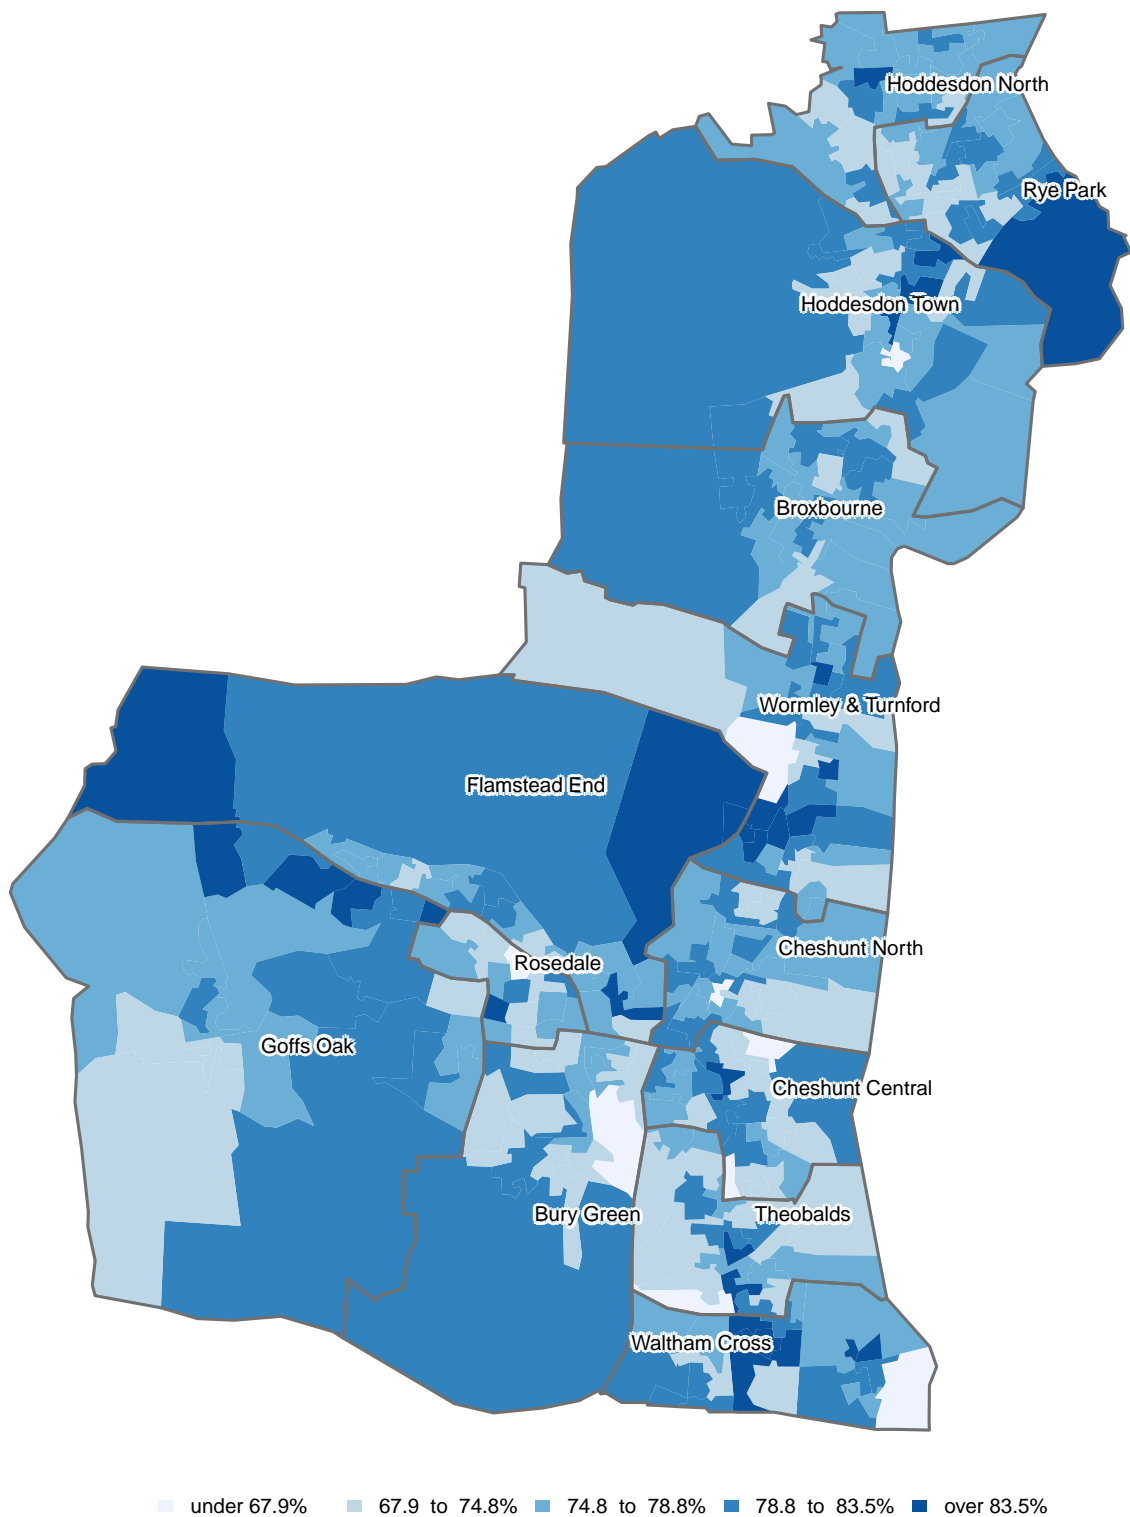 Hoddesdon North
Rye Park
Hoddesdon Town
Broxbourne
Wormley & Turnford
Flamstead End
Cheshunt North
Rosedale
Goffs Oak
Cheshunt Central
Bury Green
Theobalds
Waltham Cross
under 67.9% 67.9 to 74.8% 74.8 to 78.8% 78.8 to 83.5% over 83.5%